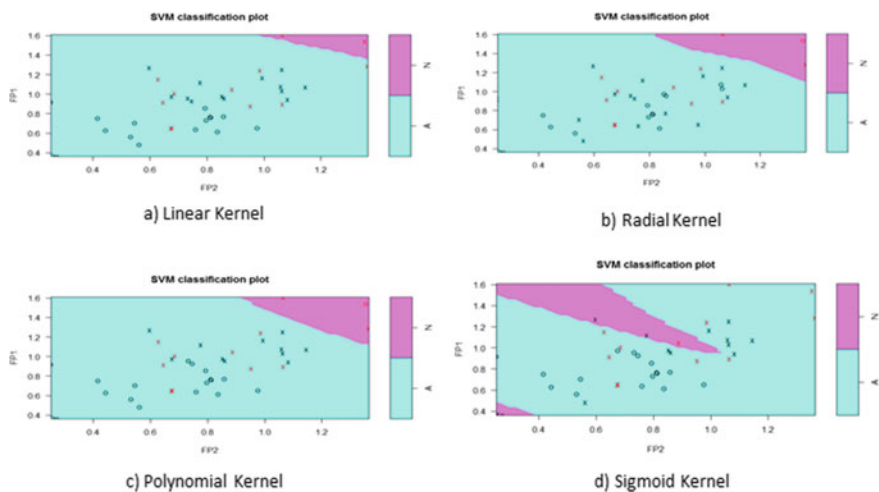 SVM classification plot
1.6
1.4
1.2
1.0
0.8
0.6
0.4
FP1
0.4 0.6 0.8 1.0 1.2
FP2
N
A
a) Linear Kernel
SVM classification plot
1.6
1.4
1.2
1.0
0.8
0.6
0.4
FP1
0.4 0.6 0.8 1.0 1.2
FP2
N
A
b) Radial Kernel
SVM classification plot
1.6
1.4
1.2
1.0
0.8
0.6
0.4
FP1
0.4 0.6 0.8 1.0 1.2
FP2
N
A
c) Polynomial Kernel
SVM classification plot
1.6
1.4
1.2
1.0
0.8
0.6
0.4
FP1
0.4 0.6 0.8 1.0 1.2
FP2
N
A
d) Sigmoid Kernel